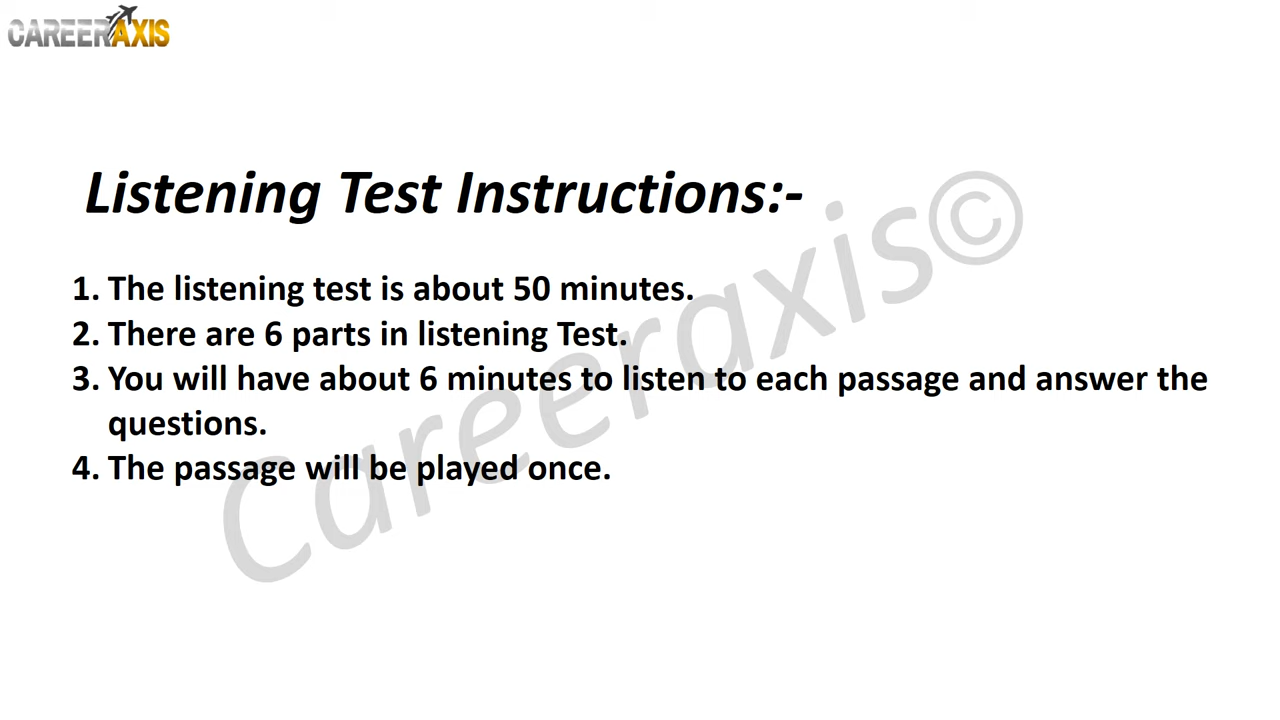 CAREERAXIS
Listening Test Instructions:-
1. The listening test is about 50 minutes.
2. There are 6 parts in listening Test.
3. You will have about 6 minutes to listen to each passage and answer the
questions.
4. The passage will be played once.
Careeraxis©